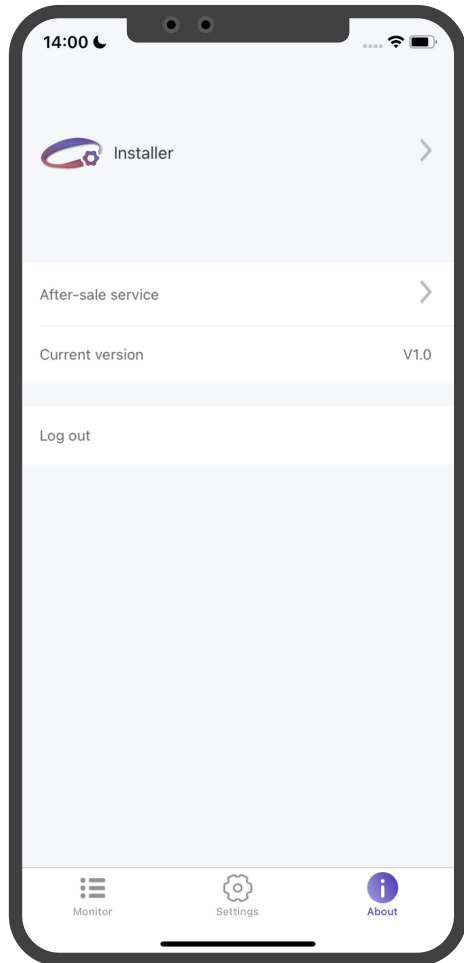 14:00
Installer
After-sale service
Current version V1.0
Log out
Monitor Settings About